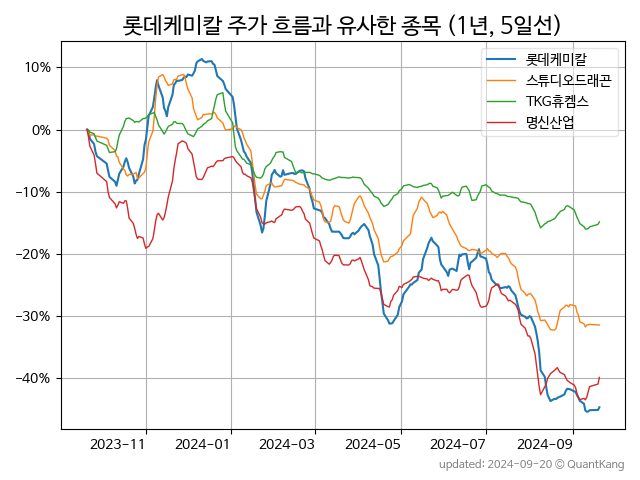 롯데케미칼 주가 흐름과 유사한 종목 (1년, 5일선)
롯데케미칼
스튜디오드래곤
TKG휴켐스
명신산업
10%
0%
−10%
−20%
−30%
−40%
2023-11
2024-01
2024-03
2024-05
2024-07
2024-09
updated: 2024-09-20 © QuantKang